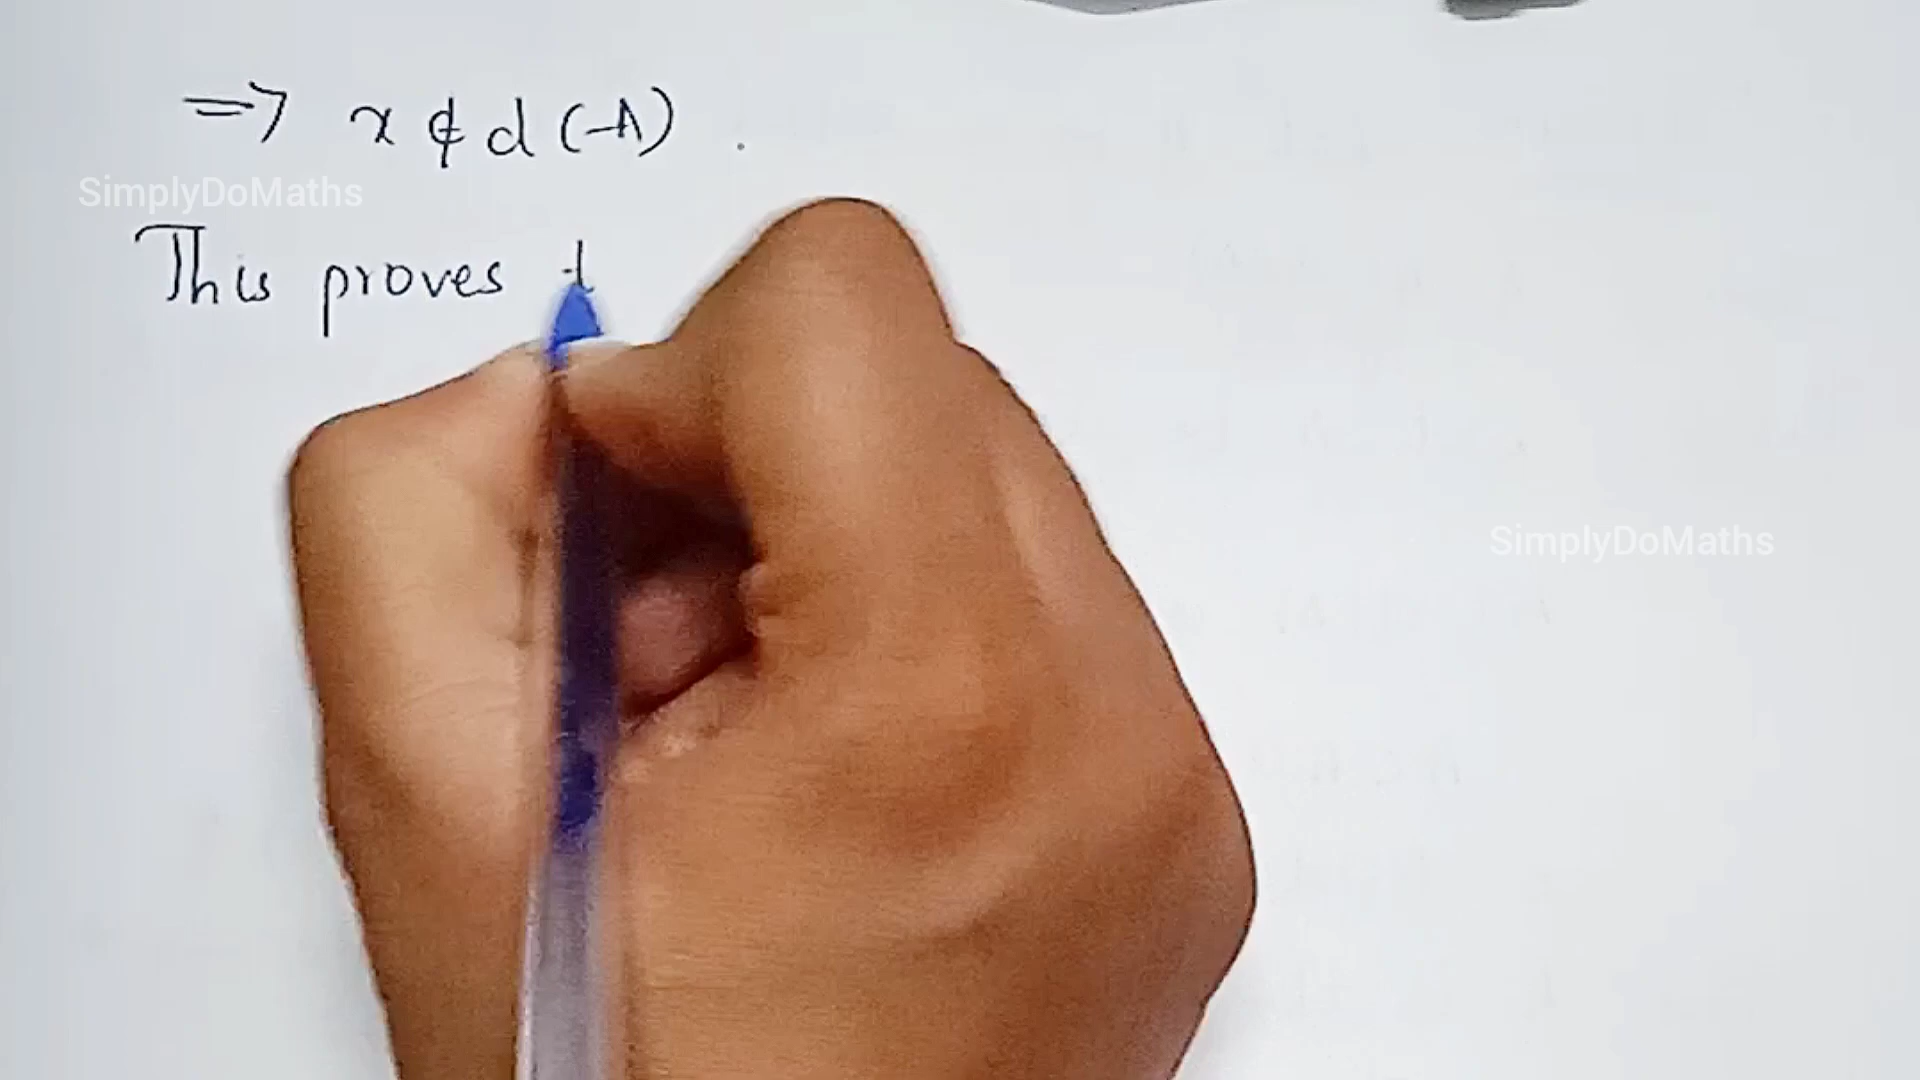 ⇒ x ∉ d(A) .
SimplyDoMaths
This proves t
SimplyDoMaths